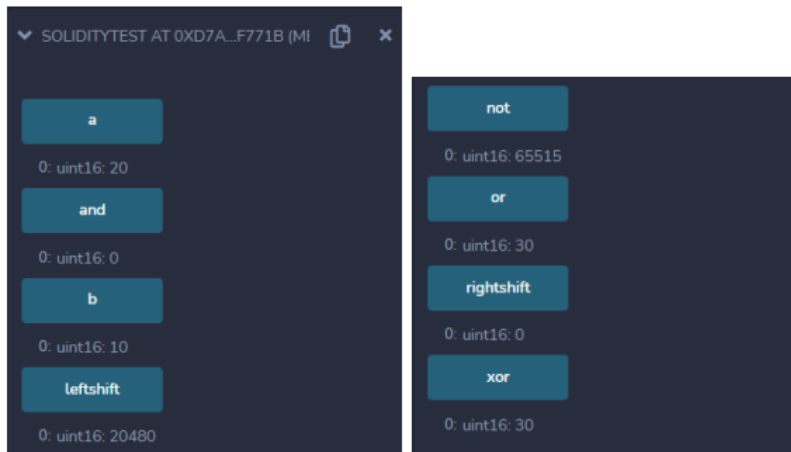 SOLIDITYTEST AT 0XD7A...F771B (ME
a
0: uint16: 20
and
0: uint16: 0
b
0: uint16: 10
leftshift
0: uint16: 20480
not
0: uint16: 65515
or
0: uint16: 30
rightshift
0: uint16: 0
xor
0: uint16: 30